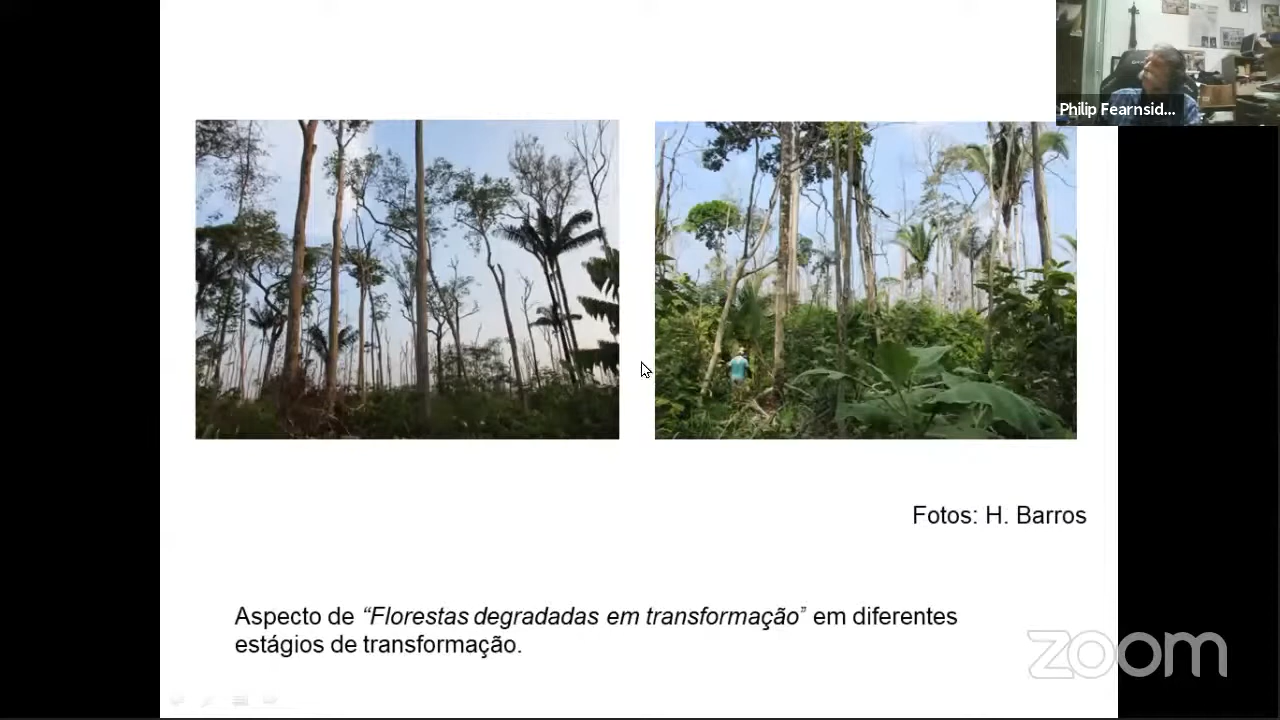 Philip Fearnsid...
Fotos: H. Barros
Aspecto de “Florestas degradadas em transformação” em diferentes
estágios de transformação.
zoom